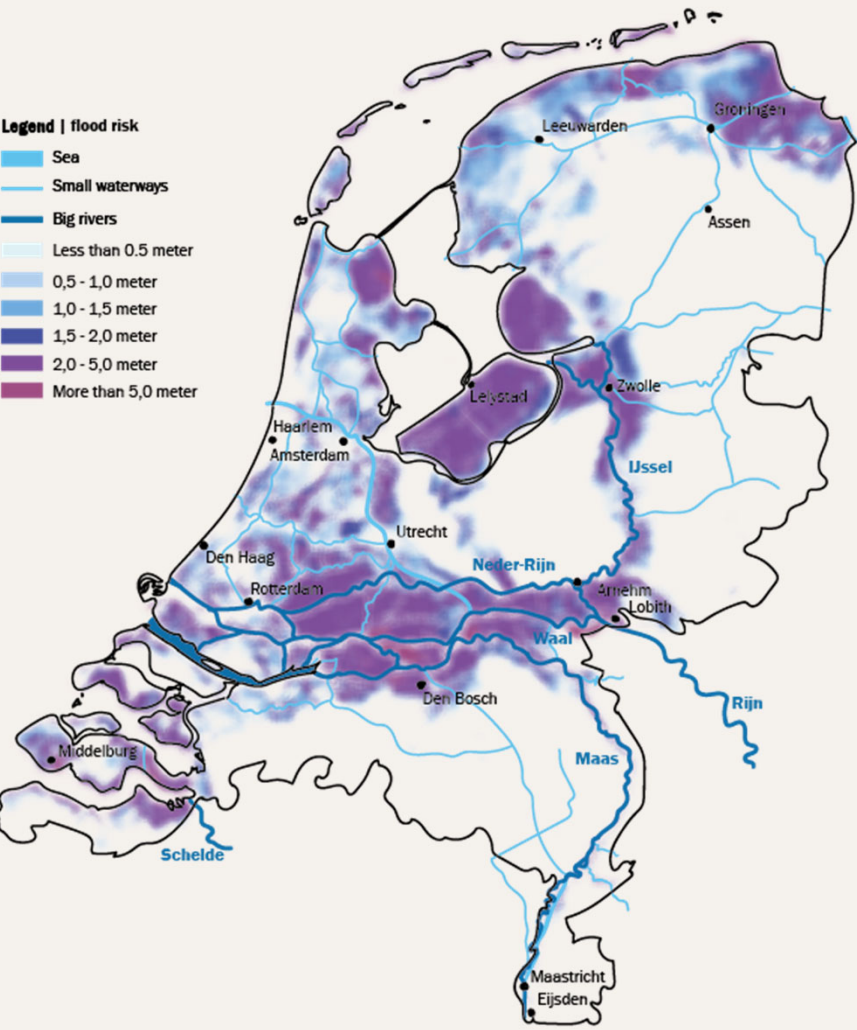 Legend | flood risk
Sea
Small waterways
Big rivers
Less than 0.5 meter
0,5 - 1,0 meter
1,0 - 1,5 meter
1,5 - 2,0 meter
2,0 - 5,0 meter
More than 5,0 meter
Groningen
Leeuwarden
Assen
Zwolle
Lelystad
Haarlem
Amsterdam
IJssel
Utrecht
Den Haag
Neder-Rijn
Rotterdam
Arnehm
Lobith
Waal
Den Bosch
Rijn
Middelburg
Maas
Schelde
Maastricht
Eijsden